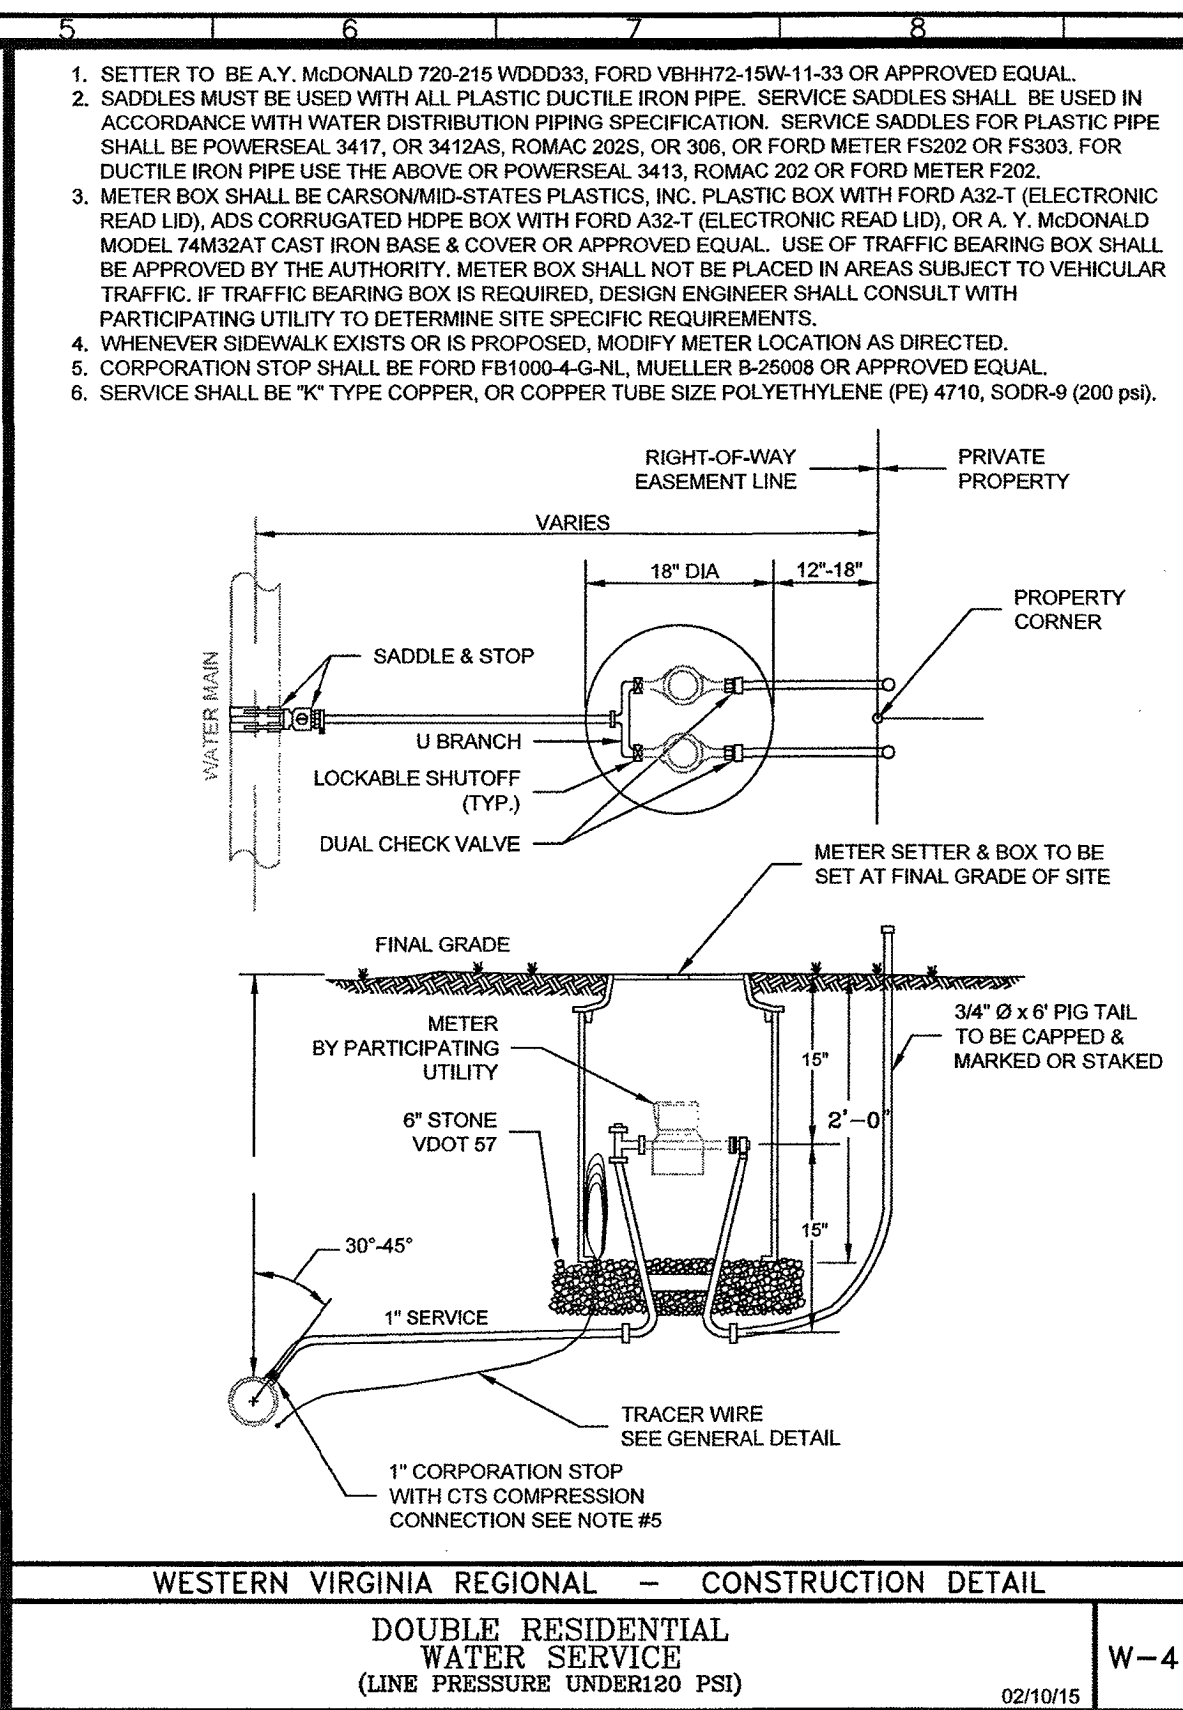 5 6 7 8
1. SETTER TO BE A.Y. McDONALD 720-215 WDDD33, FORD VBHH72-15W-11-33 OR APPROVED EQUAL.
2. SADDLES MUST BE USED WITH ALL PLASTIC DUCTILE IRON PIPE. SERVICE SADDLES SHALL BE USED IN
ACCORDANCE WITH WATER DISTRIBUTION PIPING SPECIFICATION. SERVICE SADDLES FOR PLASTIC PIPE
SHALL BE POWERSEAL 3417, OR 3412AS, ROMAC 202S, OR 306, OR FORD METER FS202 OR FS303. FOR
DUCTILE IRON PIPE USE THE ABOVE OR POWERSEAL 3413, ROMAC 202 OR FORD METER F202.
3. METER BOX SHALL BE CARSON/MID-STATES PLASTICS, INC. PLASTIC BOX WITH FORD A32-T (ELECTRONIC
READ LID), ADS CORRUGATED HDPE BOX WITH FORD A32-T (ELECTRONIC READ LID), OR A. Y. McDONALD
MODEL 74M32AT CAST IRON BASE & COVER OR APPROVED EQUAL. USE OF TRAFFIC BEARING BOX SHALL
BE APPROVED BY THE AUTHORITY. METER BOX SHALL NOT BE PLACED IN AREAS SUBJECT TO VEHICULAR
TRAFFIC. IF TRAFFIC BEARING BOX IS REQUIRED, DESIGN ENGINEER SHALL CONSULT WITH
PARTICIPATING UTILITY TO DETERMINE SITE SPECIFIC REQUIREMENTS.
4. WHENEVER SIDEWALK EXISTS OR IS PROPOSED, MODIFY METER LOCATION AS DIRECTED.
5. CORPORATION STOP SHALL BE FORD FB1000-4-G-NL, MUELLER B-25008 OR APPROVED EQUAL.
6. SERVICE SHALL BE "K" TYPE COPPER, OR COPPER TUBE SIZE POLYETHYLENE (PE) 4710, SODR-9 (200 psi).
RIGHT-OF-WAY
EASEMENT LINE
PRIVATE
PROPERTY
VARIES
18" DIA
12"-18"
PROPERTY
CORNER
SADDLE & STOP
WATER MAIN
U BRANCH
LOCKABLE SHUTOFF
(TYP.)
DUAL CHECK VALVE
METER SETTER & BOX TO BE
SET AT FINAL GRADE OF SITE
FINAL GRADE
METER
BY PARTICIPATING
UTILITY
3/4" Ø x 6' PIG TAIL
TO BE CAPPED &
MARKED OR STAKED
15"
2'-0"
6" STONE
VDOT 57
15"
30°-45°
1" SERVICE
TRACER WIRE
SEE GENERAL DETAIL
1" CORPORATION STOP
WITH CTS COMPRESSION
CONNECTION SEE NOTE #5
WESTERN VIRGINIA REGIONAL - CONSTRUCTION DETAIL
DOUBLE RESIDENTIAL
WATER SERVICE
(LINE PRESSURE UNDER120 PSI)
02/10/15
W-4